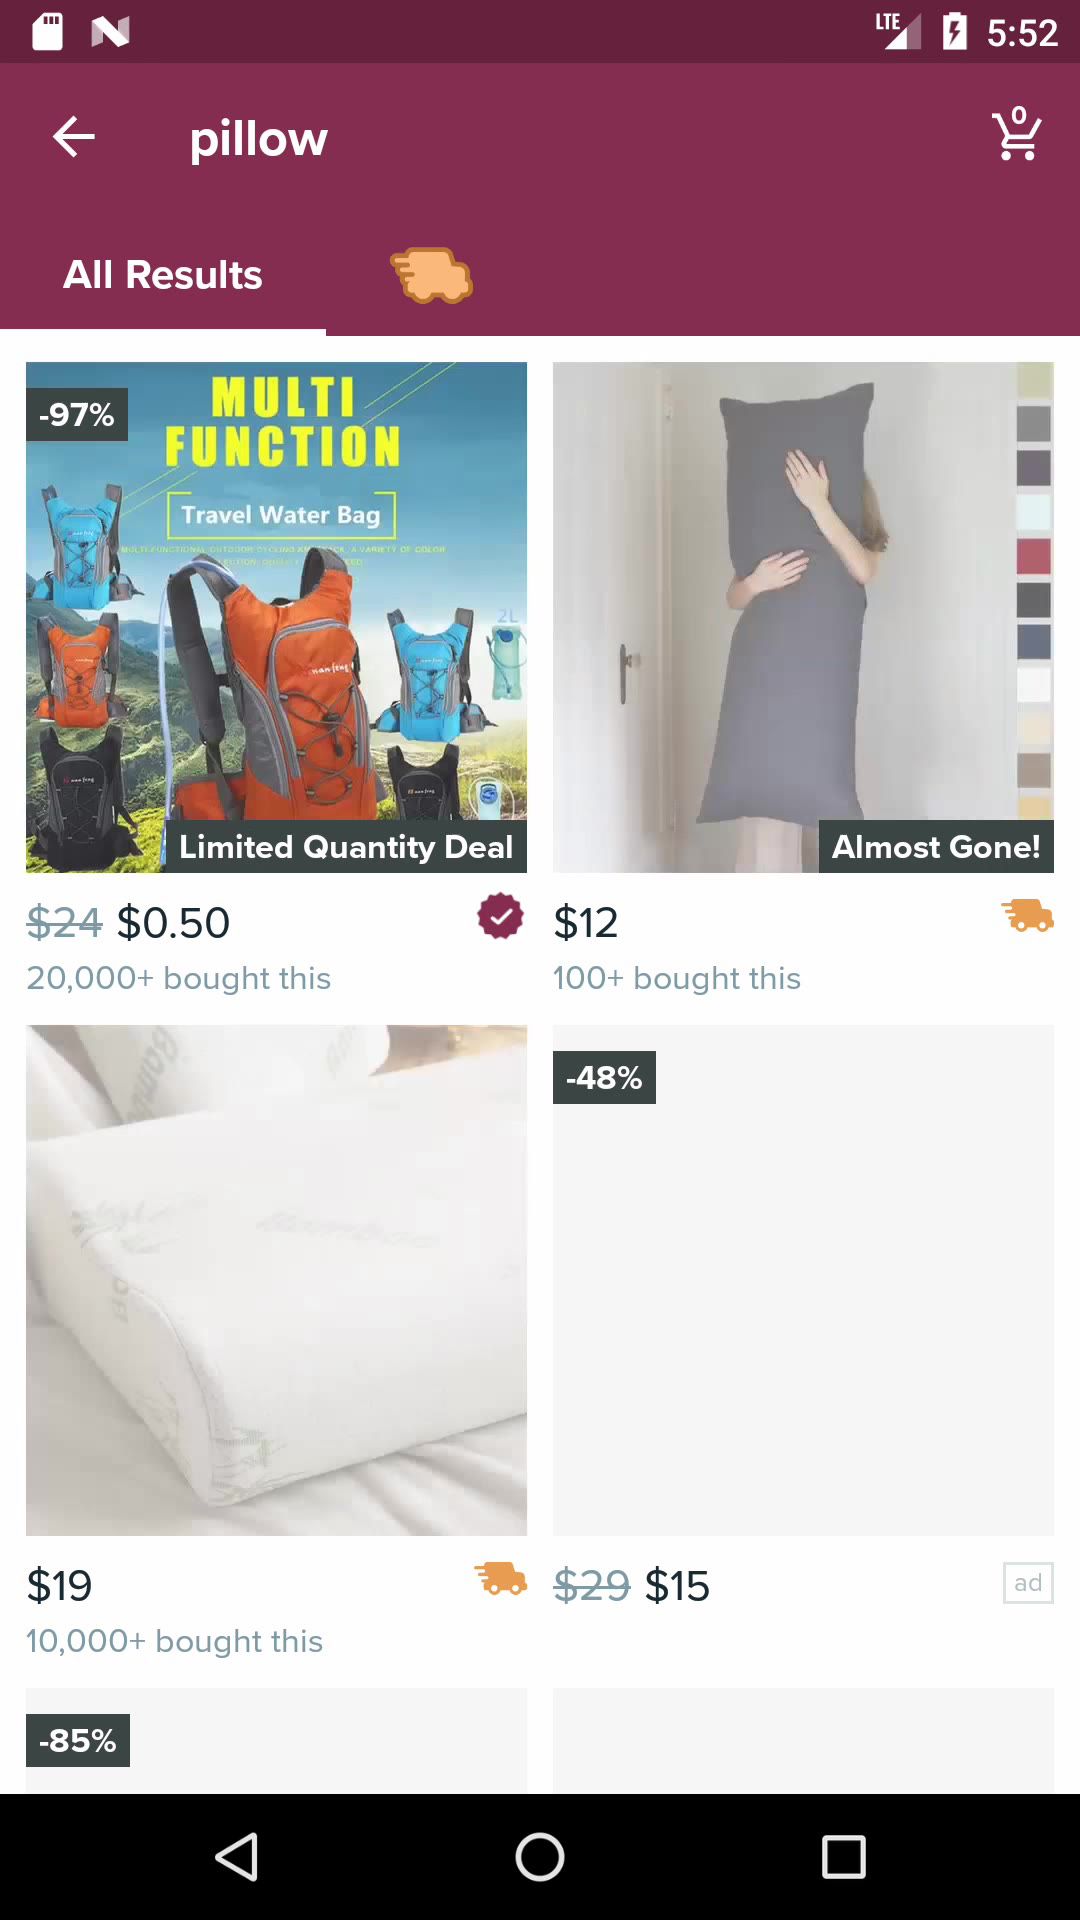 LTE 5:52
pillow
0
All Results
-97%
MULTI
FUNCTION
Travel Water Bag
2L
Limited Quantity Deal
Almost Gone!
$24 $0.50
$12
20,000+ bought this
100+ bought this
Bamboo
-48%
$19
$29 $15
ad
10,000+ bought this
-85%